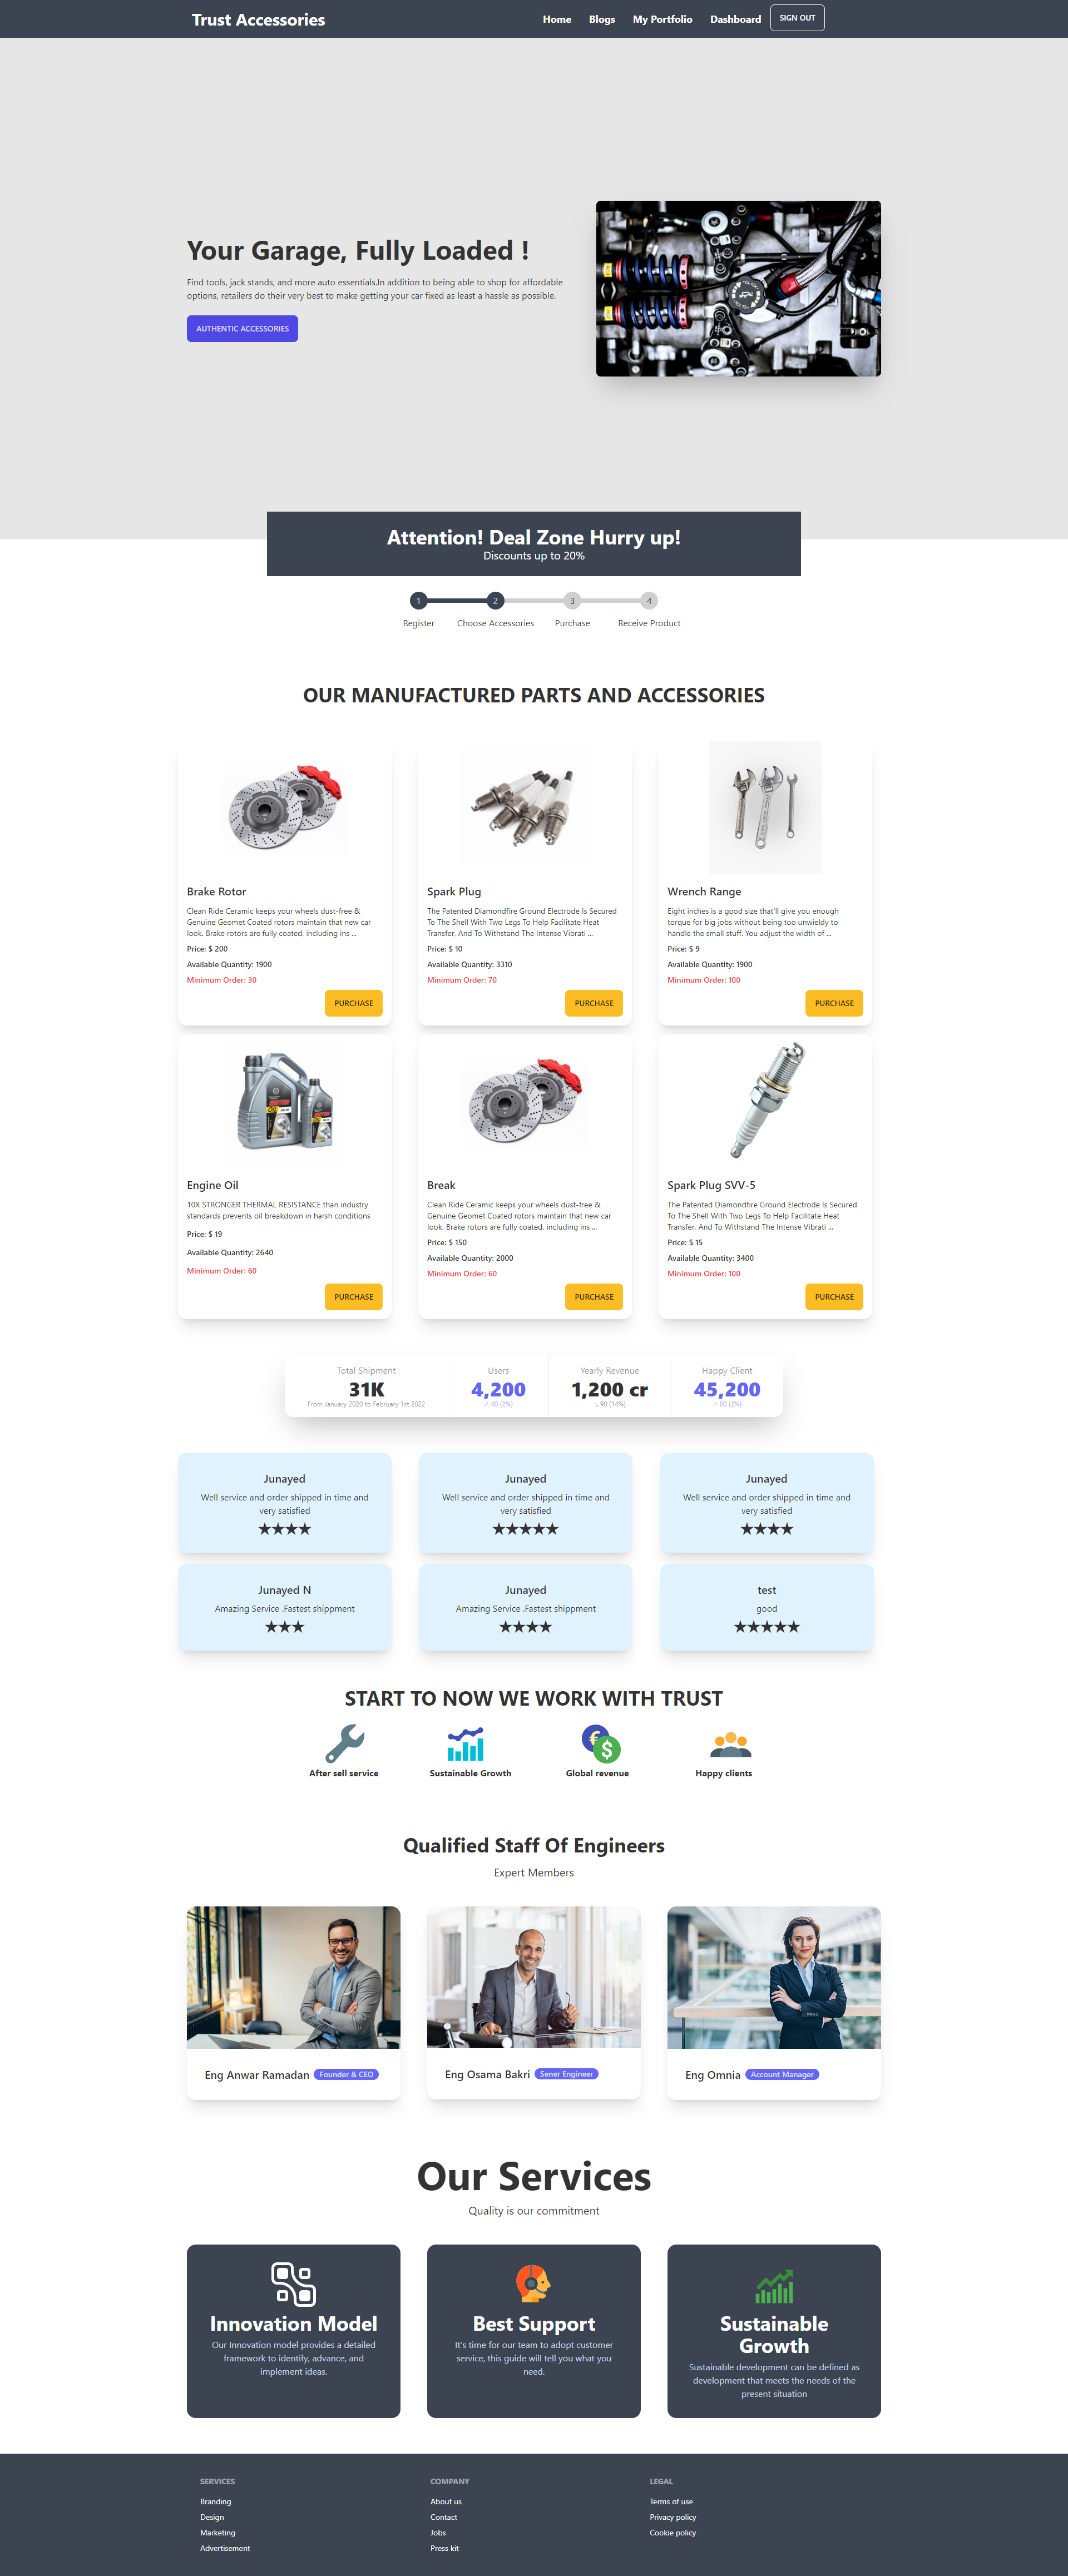 Trust Accessories
Home Blogs My Portfolio Dashboard SIGN OUT
Your Garage, Fully Loaded !
Find tools, jack stands, and more auto essentials.In addition to being able to shop for affordable
options, retailers do their very best to make getting your car fixed as least a hassle as possible.
AUTHENTIC ACCESSORIES
Attention! Deal Zone Hurry up!
Discounts up to 20%
1 2 3 4
Register Choose Accessories Purchase Receive Product
OUR MANUFACTURED PARTS AND ACCESSORIES
Brake Rotor
Clean Ride Ceramic keeps your wheels dust-free &
Genuine Geomet Coated rotors maintain that new car
look. Brake rotors are fully coated, including ins ...
Price: $ 200
Available Quantity: 1900
Minimum Order: 30
PURCHASE
Spark Plug
The Patented Diamondfire Ground Electrode Is Secured
To The Shell With Two Legs To Help Facilitate Heat
Transfer, And To Withstand The Intense Vibrati ...
Price: $ 10
Available Quantity: 3310
Minimum Order: 70
PURCHASE
Wrench Range
Eight inches is a good size that'll give you enough
torque for big jobs without being too unwieldy to
handle the small stuff. You adjust the width of ...
Price: $ 9
Available Quantity: 1900
Minimum Order: 100
PURCHASE
Engine Oil
10X STRONGER THERMAL RESISTANCE than industry
standards prevents oil breakdown in harsh conditions
Price: $ 19
Available Quantity: 2640
Minimum Order: 60
PURCHASE
Break
Clean Ride Ceramic keeps your wheels dust-free &
Genuine Geomet Coated rotors maintain that new car
look. Brake rotors are fully coated, including ins ...
Price: $ 150
Available Quantity: 2000
Minimum Order: 60
PURCHASE
Spark Plug SVV-5
The Patented Diamondfire Ground Electrode Is Secured
To The Shell With Two Legs To Help Facilitate Heat
Transfer, And To Withstand The Intense Vibrati ...
Price: $ 15
Available Quantity: 3400
Minimum Order: 100
PURCHASE
Total Shipment
31K
From January 2020 to February 1st 2022
Users
4,200
↗ 40 (2%)
Yearly Revenue
1,200 cr
↘ 90 (14%)
Happy Client
45,200
↗ 80 (2%)
Junayed
Well service and order shipped in time and
very satisfied
★★★★
Junayed
Well service and order shipped in time and
very satisfied
★★★★★
Junayed
Well service and order shipped in time and
very satisfied
★★★★
Junayed N
Amazing Service .Fastest shippment
★★★
Junayed
Amazing Service .Fastest shippment
★★★★
test
good
★★★★★
START TO NOW WE WORK WITH TRUST
After sell service Sustainable Growth Global revenue Happy clients
Qualified Staff Of Engineers
Expert Members
Eng Anwar Ramadan Founder & CEO
Eng Osama Bakri Sener Engineer
Eng Omnia Account Manager
Our Services
Quality is our commitment
Innovation Model
Our Innovation model provides a detailed
framework to identify, advance, and
implement ideas.
Best Support
It's time for our team to adopt customer
service, this guide will tell you what you
need.
Sustainable
Growth
Sustainable development can be defined as
development that meets the needs of the
present situation
SERVICES
Branding
Design
Marketing
Advertisement
COMPANY
About us
Contact
Jobs
Press kit
LEGAL
Terms of use
Privacy policy
Cookie policy